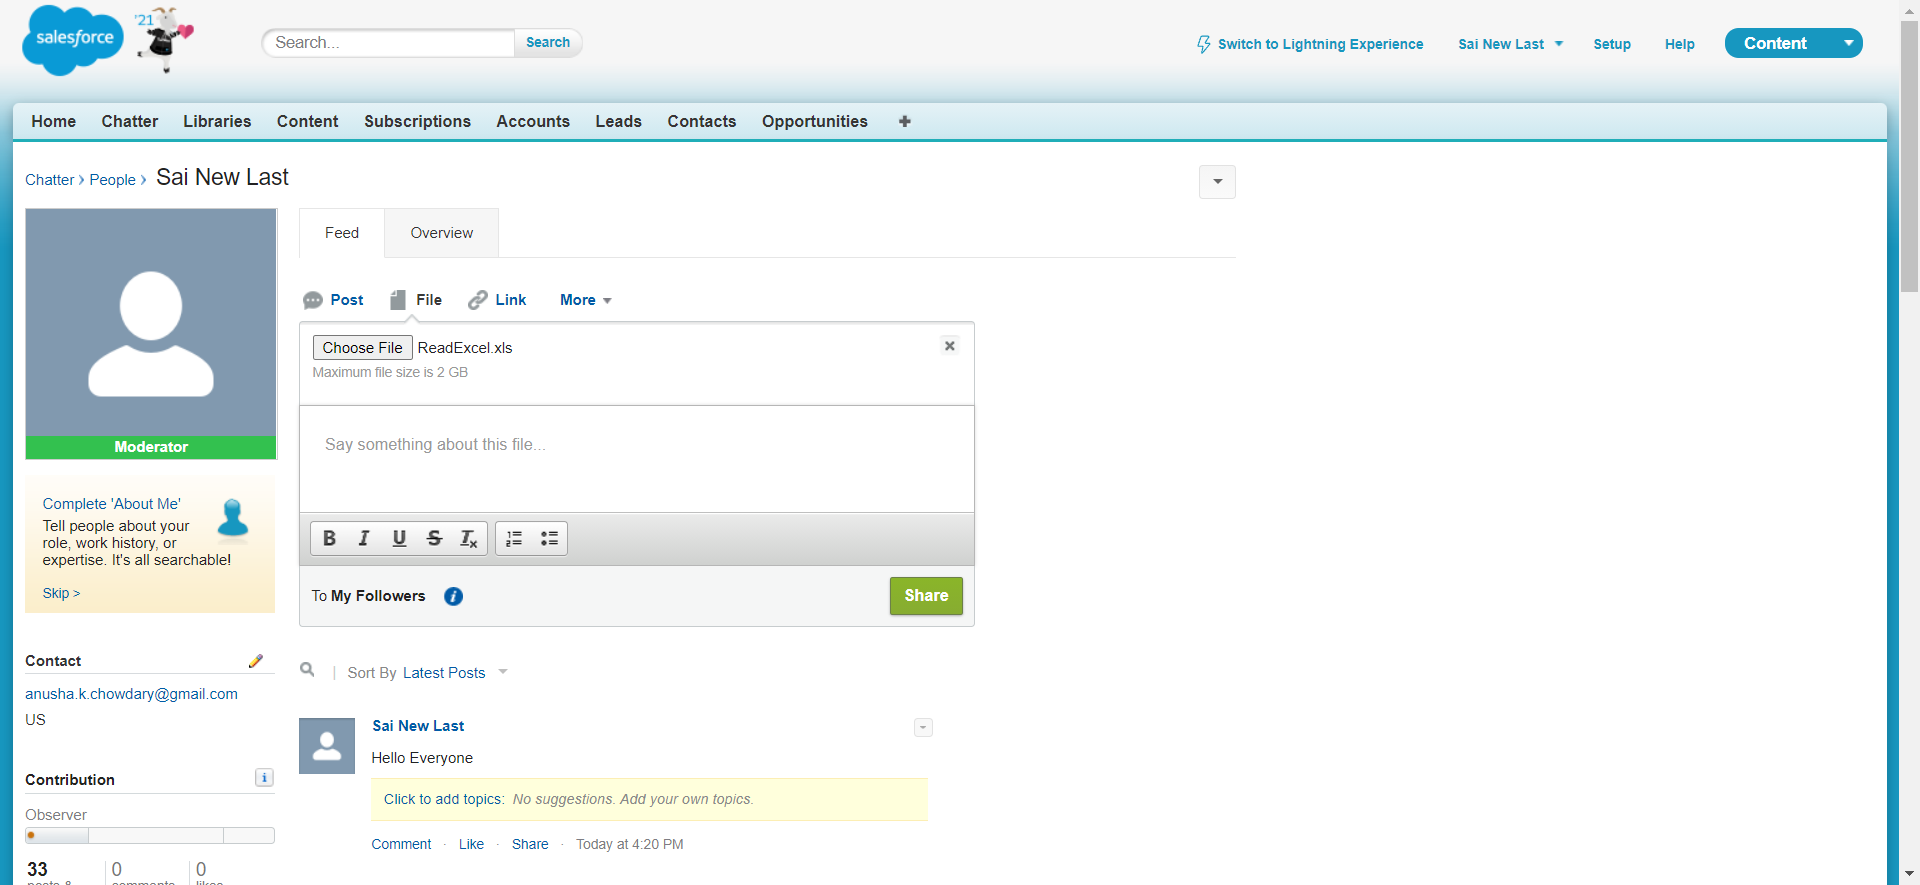 salesforce
'21
Search...
Search
Switch to Lightning Experience
Sai New Last
Setup
Help
Content
Home
Chatter
Libraries
Content
Subscriptions
Accounts
Leads
Contacts
Opportunities
+
Chatter › People › Sai New Last
Feed
Overview
Post
File
Link
More
Choose File ReadExcel.xls
Maximum file size is 2 GB
Say something about this file...
B I U S Tx
To My Followers
Share
Moderator
Complete 'About Me'
Tell people about your
role, work history, or
expertise. It's all searchable!
Skip >
Contact
anusha.k.chowdary@gmail.com
US
Contribution
Observer
33
0
0
posts &
comments
likes
Sort By Latest Posts
Sai New Last
Hello Everyone
Click to add topics: No suggestions. Add your own topics.
Comment · Like · Share · Today at 4:20 PM